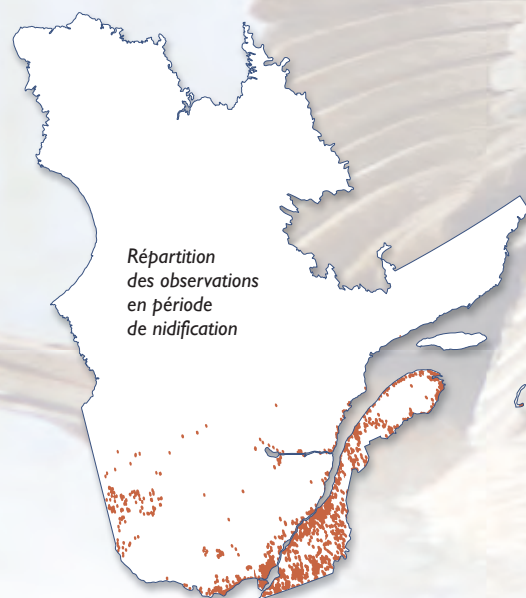 Répartition
des observations
en période
de nidification